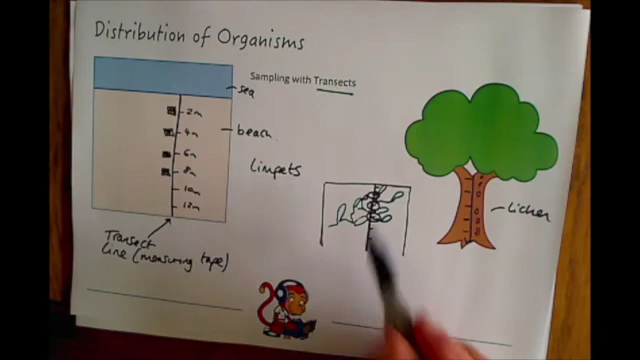 Distribution of Organisms
Sampling with Transects
sea
2m
4m
beach
6m
8m
Limpets
10m
12m
Lichen
Transect
Line (measuring tape)